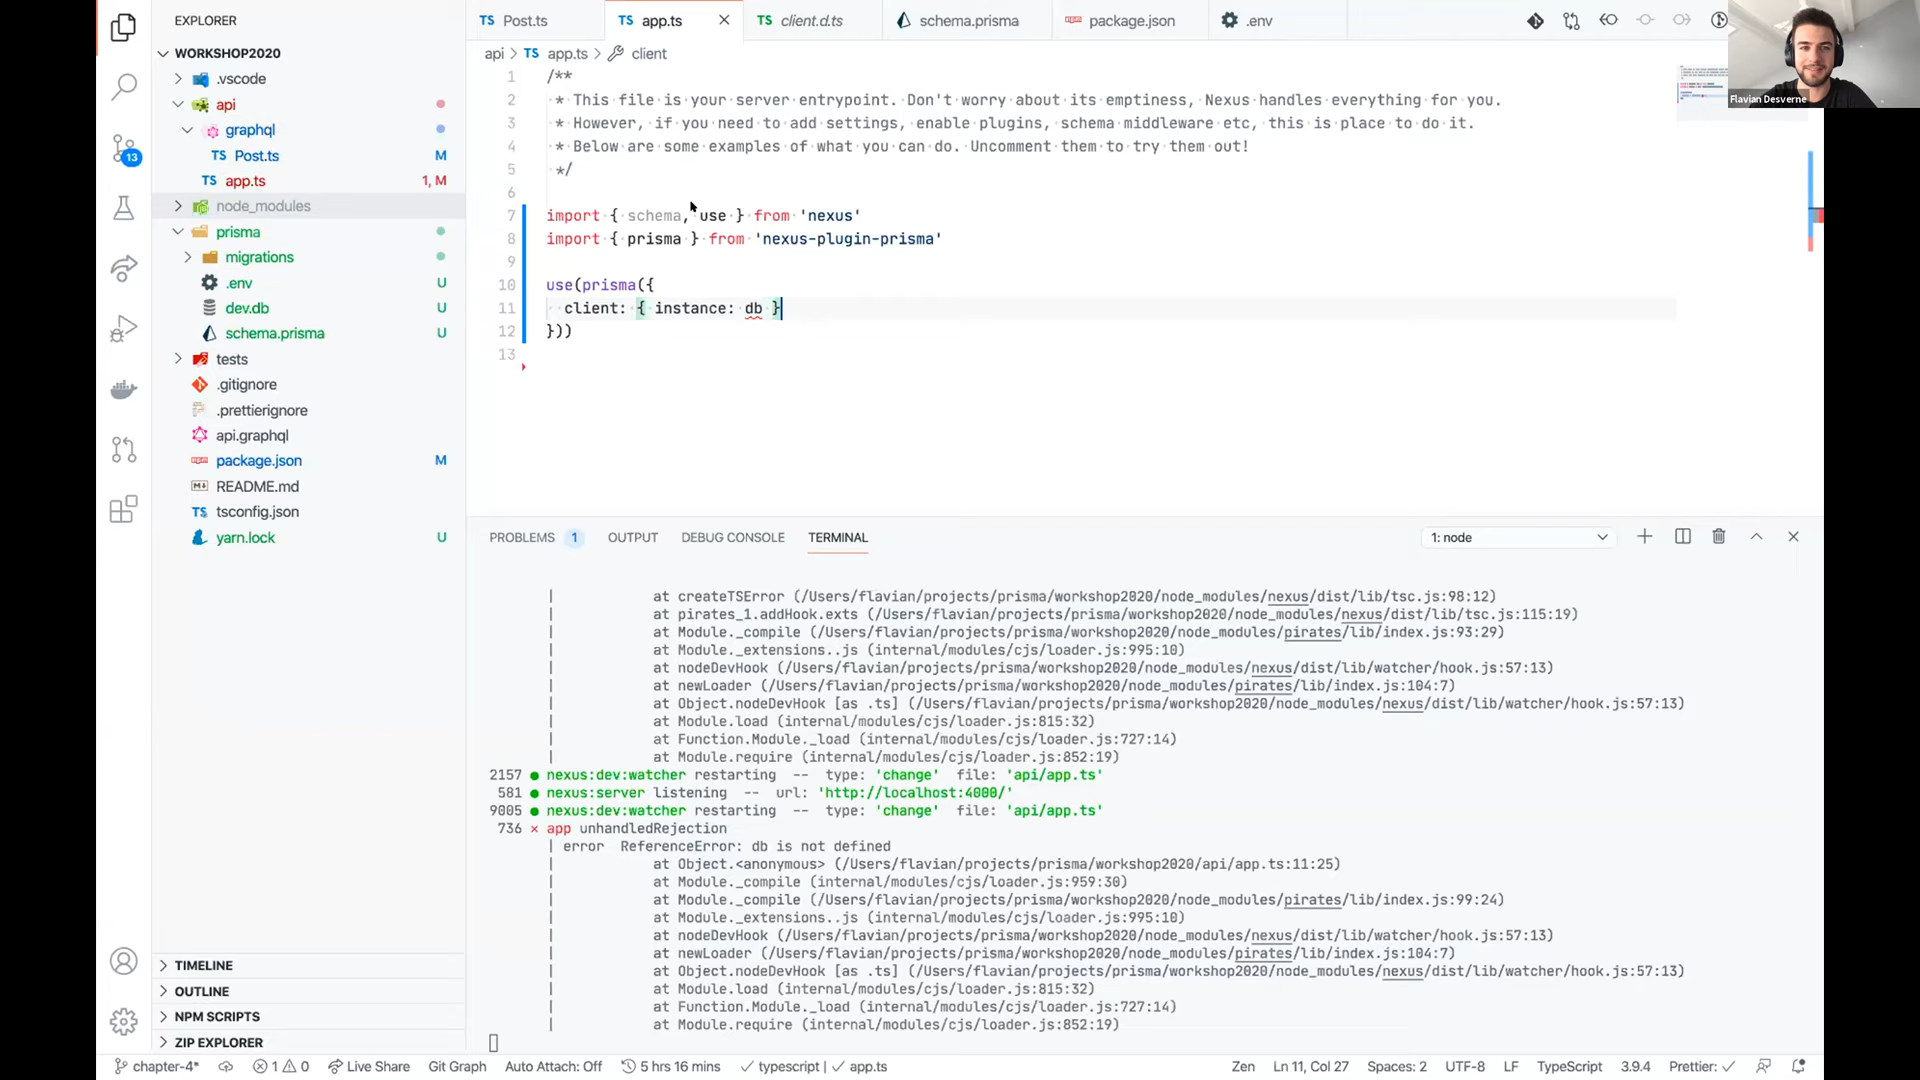 EXPLORER
WORKSHOP2020
.vscode
api
graphql
Post.ts M
app.ts 1, M
node_modules
prisma
migrations
.env U
dev.db U
schema.prisma U
tests
.gitignore
.prettierignore
api.graphql
package.json M
README.md
tsconfig.json
yarn.lock U
TIMELINE
OUTLINE
NPM SCRIPTS
ZIP EXPLORER
13
TS Post.ts TS app.ts TS client.d.ts schema.prisma package.json .env
Flavian Desverne
api > TS app.ts > client
1 /**
2 * This file is your server entrypoint. Don't worry about its emptiness, Nexus handles everything for you.
3 * However, if you need to add settings, enable plugins, schema middleware etc, this is place to do it.
4 * Below are some examples of what you can do. Uncomment them to try them out!
5 */
6
7 import { schema, use } from 'nexus'
8 import { prisma } from 'nexus-plugin-prisma'
9
10 use(prisma({
11 client: { instance: db }
12 }))
13
PROBLEMS 1 OUTPUT DEBUG CONSOLE TERMINAL 1: node
| at createTSError (/Users/flavian/projects/prisma/workshop2020/node_modules/nexus/dist/lib/tsc.js:98:12)
| at pirates_1.addHook.exts (/Users/flavian/projects/prisma/workshop2020/node_modules/nexus/dist/lib/tsc.js:115:19)
| at Module._compile (/Users/flavian/projects/prisma/workshop2020/node_modules/pirates/lib/index.js:93:29)
| at Module._extensions..js (internal/modules/cjs/loader.js:995:10)
| at nodeDevHook (/Users/flavian/projects/prisma/workshop2020/node_modules/nexus/dist/lib/watcher/hook.js:57:13)
| at newLoader (/Users/flavian/projects/prisma/workshop2020/node_modules/pirates/lib/index.js:104:7)
| at Object.nodeDevHook [as .ts] (/Users/flavian/projects/prisma/workshop2020/node_modules/nexus/dist/lib/watcher/hook.js:57:13)
| at Module.load (internal/modules/cjs/loader.js:815:32)
| at Function.Module._load (internal/modules/cjs/loader.js:727:14)
| at Module.require (internal/modules/cjs/loader.js:852:19)
2157 ● nexus:dev:watcher restarting -- type: 'change' file: 'api/app.ts'
581 ● nexus:server listening -- url: 'http://localhost:4000/'
9005 ● nexus:dev:watcher restarting -- type: 'change' file: 'api/app.ts'
736 × app unhandledRejection
| error ReferenceError: db is not defined
| at Object.<anonymous> (/Users/flavian/projects/prisma/workshop2020/api/app.ts:11:25)
| at Module._compile (internal/modules/cjs/loader.js:959:30)
| at Module._compile (/Users/flavian/projects/prisma/workshop2020/node_modules/pirates/lib/index.js:99:24)
| at Module._extensions..js (internal/modules/cjs/loader.js:995:10)
| at nodeDevHook (/Users/flavian/projects/prisma/workshop2020/node_modules/nexus/dist/lib/watcher/hook.js:57:13)
| at newLoader (/Users/flavian/projects/prisma/workshop2020/node_modules/pirates/lib/index.js:104:7)
| at Object.nodeDevHook [as .ts] (/Users/flavian/projects/prisma/workshop2020/node_modules/nexus/dist/lib/watcher/hook.js:57:13)
| at Module.load (internal/modules/cjs/loader.js:815:32)
| at Function.Module._load (internal/modules/cjs/loader.js:727:14)
| at Module.require (internal/modules/cjs/loader.js:852:19)
chapter-4* 1 0 Live Share Git Graph Auto Attach: Off 5 hrs 16 mins typescript | app.ts Zen Ln 11, Col 27 Spaces: 2 UTF-8 LF TypeScript 3.9.4 Prettier: